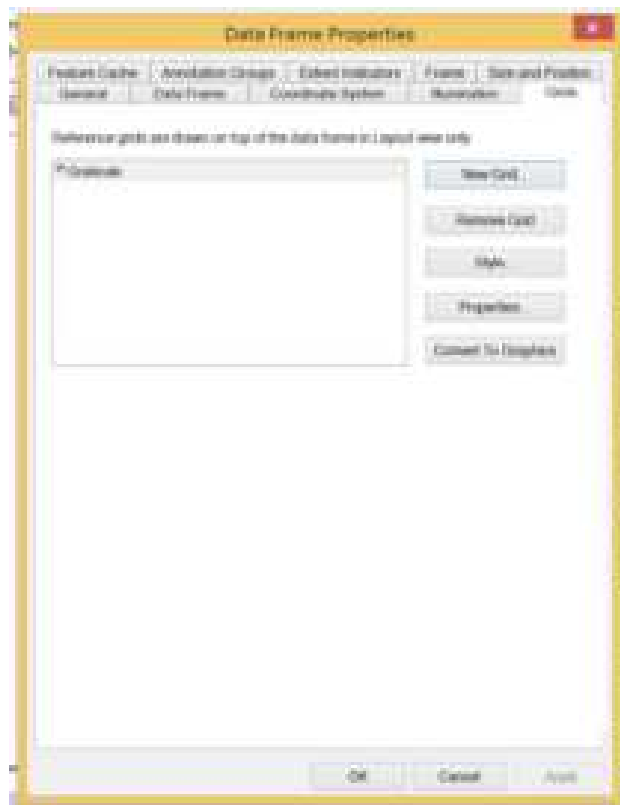 Data Frame Properties
Feature Cache Annotation Groups Extent Indicators Frame Size and Position
General Data Frame Coordinate System Illumination Grids
Reference grids are drawn on top of the data frame in Layout view only
Graticule
New Grid...
Remove Grid
Style...
Properties...
Convert To Graphics
OK Cancel Apply